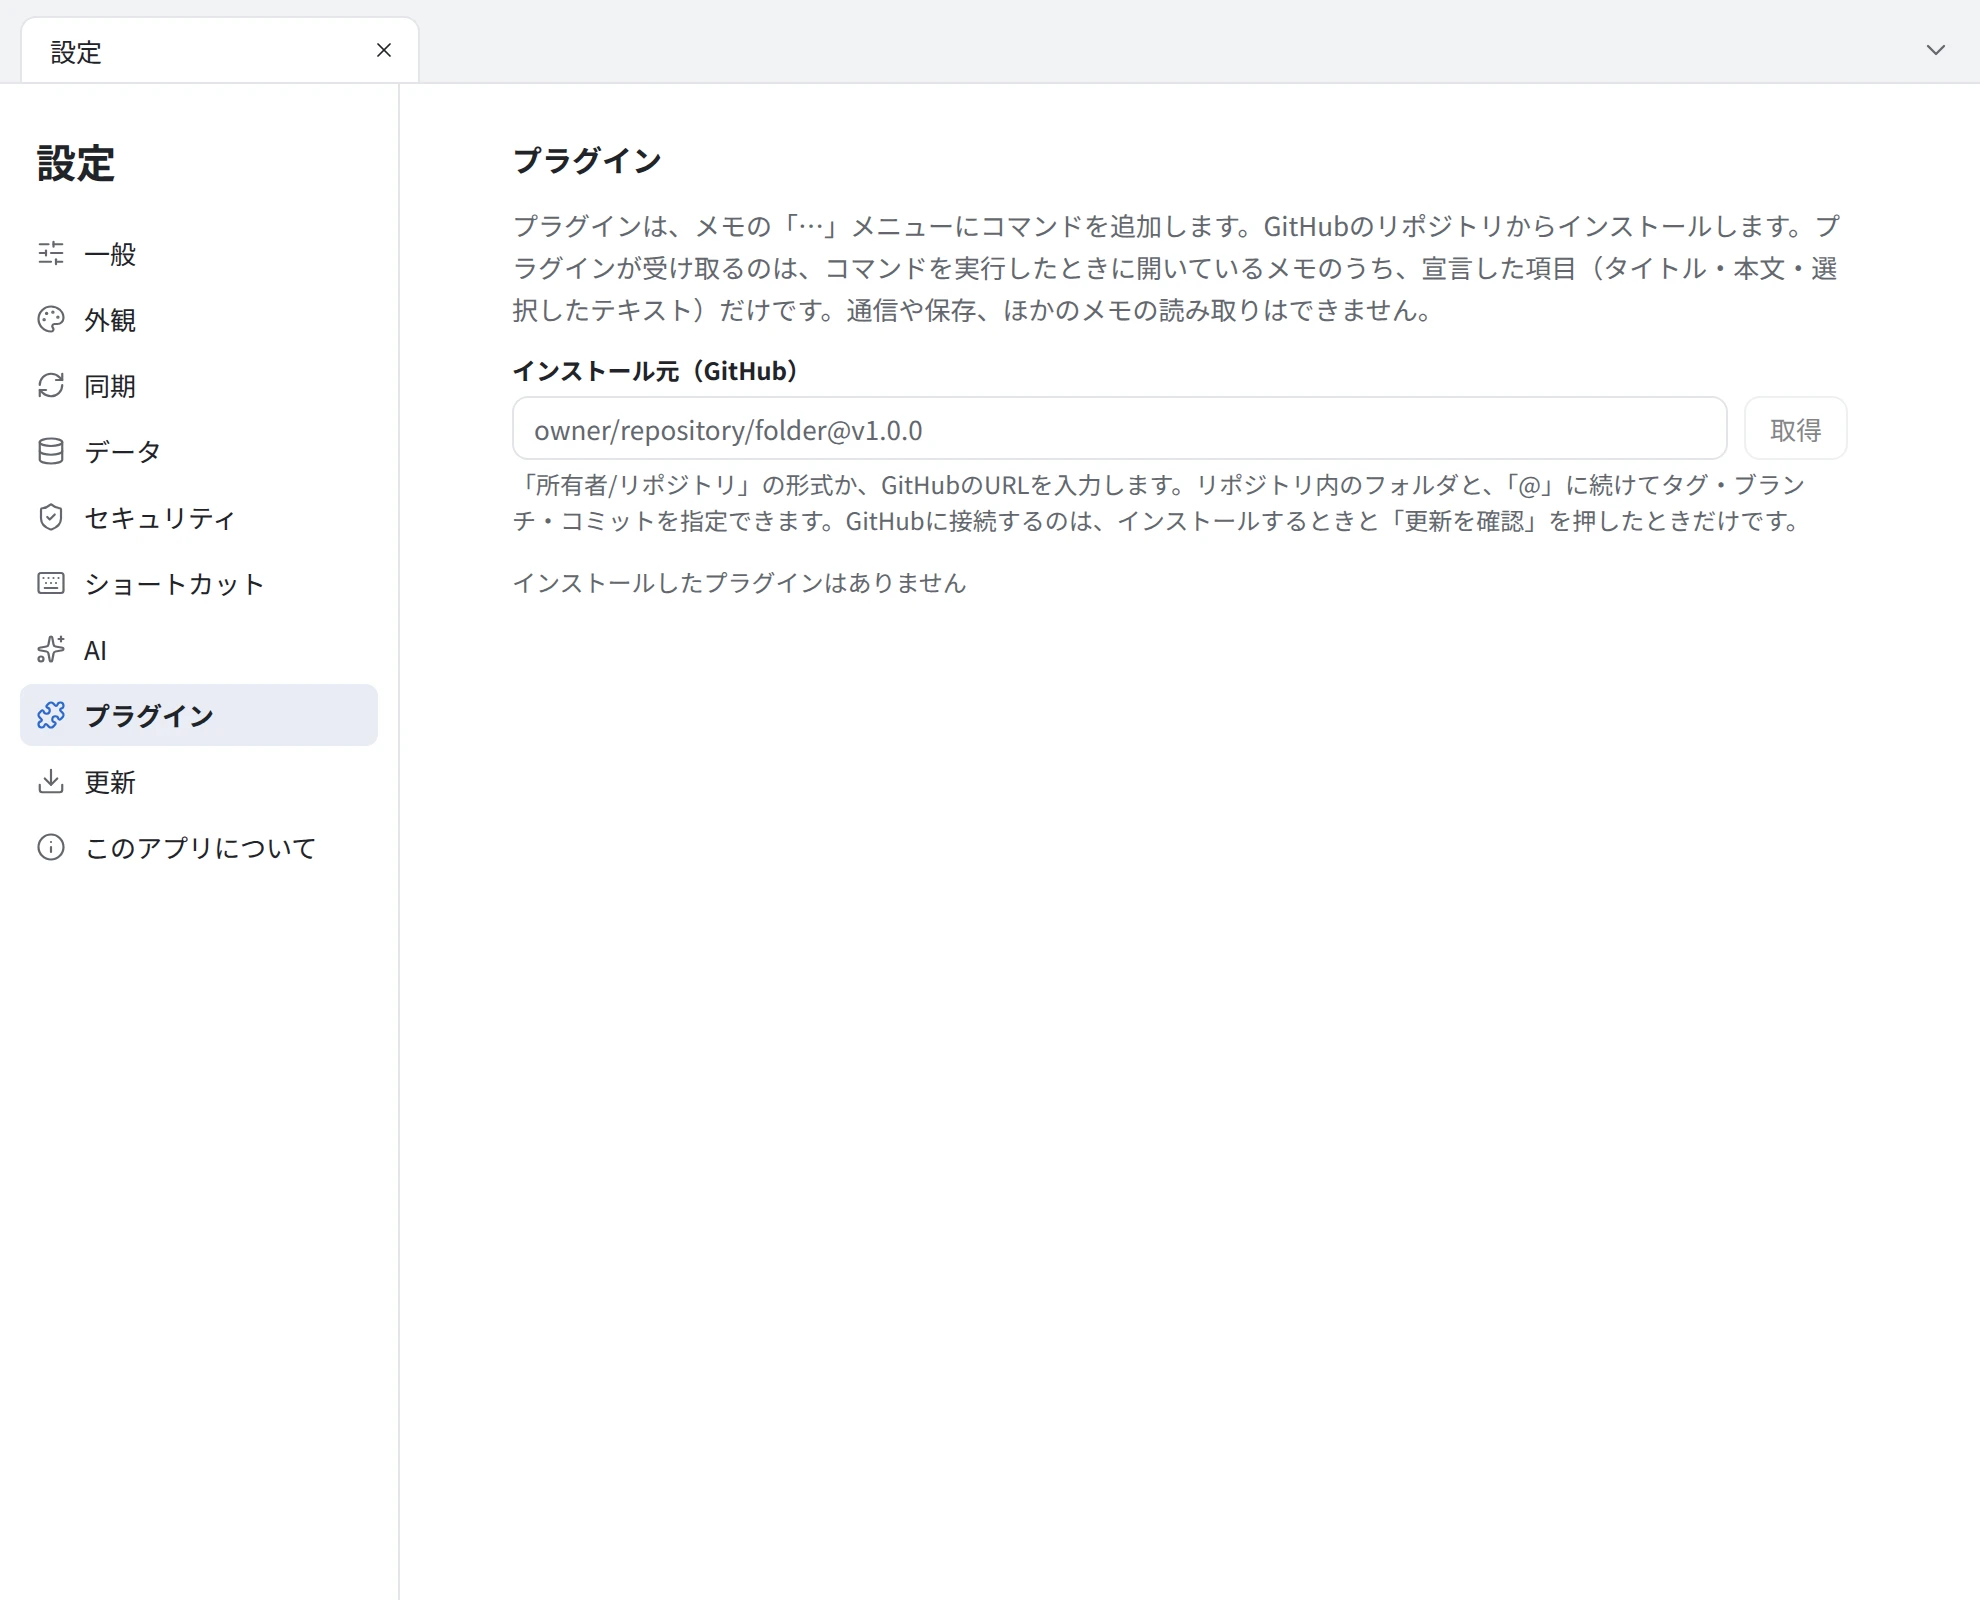 設定
設定
一般
外観
同期
データ
セキュリティ
ショートカット
AI
プラグイン
更新
このアプリについて
プラグイン
プラグインは、メモの「…」メニューにコマンドを追加します。GitHubのリポジトリからインストールします。プ
ラグインが受け取るのは、コマンドを実行したときに開いているメモのうち、宣言した項目（タイトル・本文・選
択したテキスト）だけです。通信や保存、ほかのメモの読み取りはできません。
インストール元（GitHub）
owner/repository/folder@v1.0.0
取得
「所有者/リポジトリ」の形式か、GitHubのURLを入力します。リポジトリ内のフォルダと、「@」に続けてタグ・ブラン
チ・コミットを指定できます。GitHubに接続するのは、インストールするときと「更新を確認」を押したときだけです。
インストールしたプラグインはありません